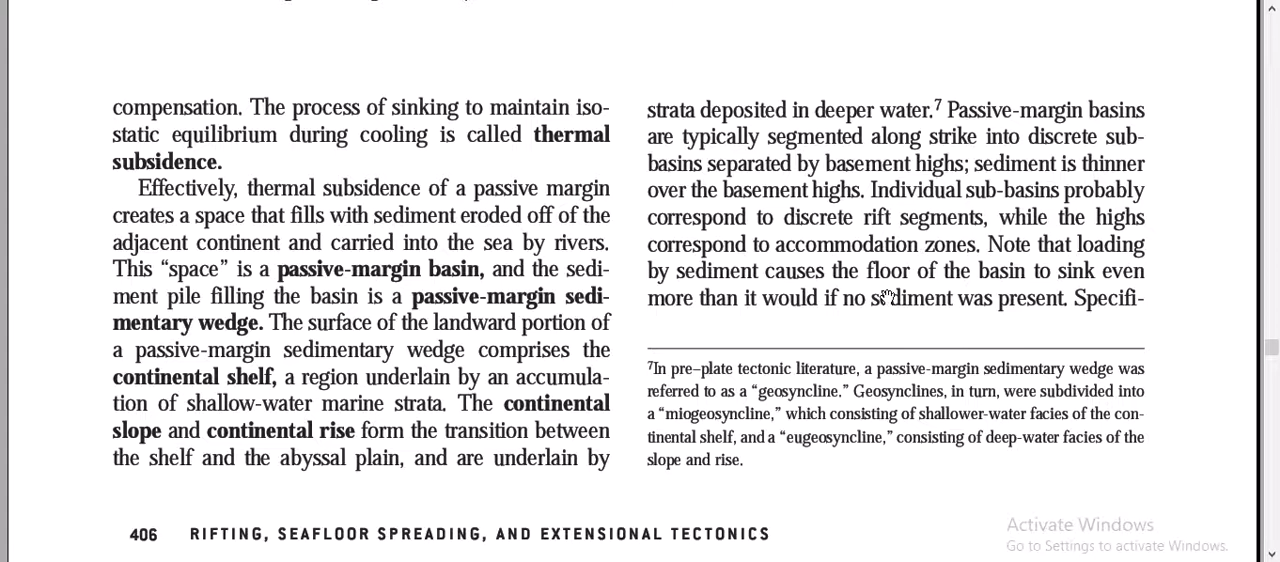 compensation. The process of sinking to maintain iso-
static equilibrium during cooling is called thermal
subsidence.
Effectively, thermal subsidence of a passive margin
creates a space that fills with sediment eroded off of the
adjacent continent and carried into the sea by rivers.
This “space” is a passive-margin basin, and the sedi-
ment pile filling the basin is a passive-margin sedi-
mentary wedge. The surface of the landward portion of
a passive-margin sedimentary wedge comprises the
continental shelf, a region underlain by an accumula-
tion of shallow-water marine strata. The continental
slope and continental rise form the transition between
the shelf and the abyssal plain, and are underlain by
strata deposited in deeper water.⁷ Passive-margin basins
are typically segmented along strike into discrete sub-
basins separated by basement highs; sediment is thinner
over the basement highs. Individual sub-basins probably
correspond to discrete rift segments, while the highs
correspond to accommodation zones. Note that loading
by sediment causes the floor of the basin to sink even
more than it would if no sediment was present. Specifi-
⁷In pre–plate tectonic literature, a passive-margin sedimentary wedge was
referred to as a “geosyncline.” Geosynclines, in turn, were subdivided into
a “miogeosyncline,” which consisting of shallower-water facies of the con-
tinental shelf, and a “eugeosyncline,” consisting of deep-water facies of the
slope and rise.
406 RIFTING, SEAFLOOR SPREADING, AND EXTENSIONAL TECTONICS
Activate Windows
Go to Settings to activate Windows.